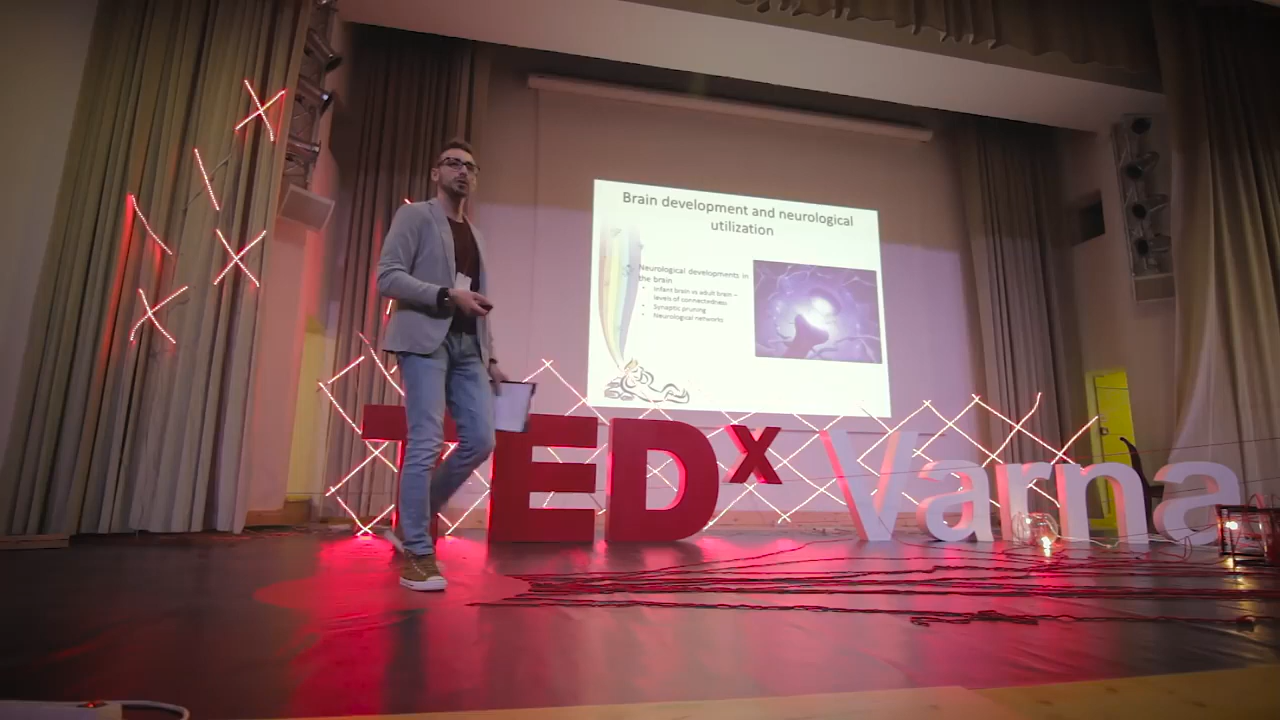 Brain development and neurological
utilization
Neurological developments in
the brain
• Infant brain vs adult brain –
levels of connectedness
• Synaptic pruning
• Neurological networks
TEDx Varna